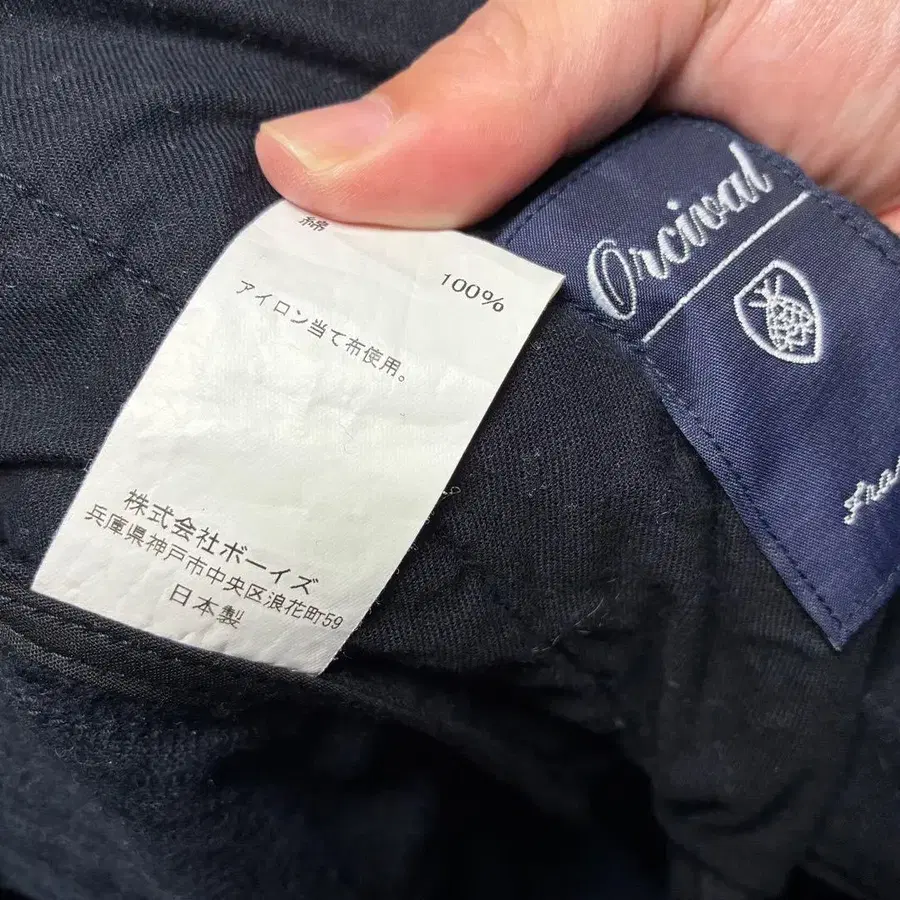 綿
100%
アイロン当て布使用。
株式会社ボーイズ
兵庫県神戸市中央区浪花町59
日本製
Orcival
Fra